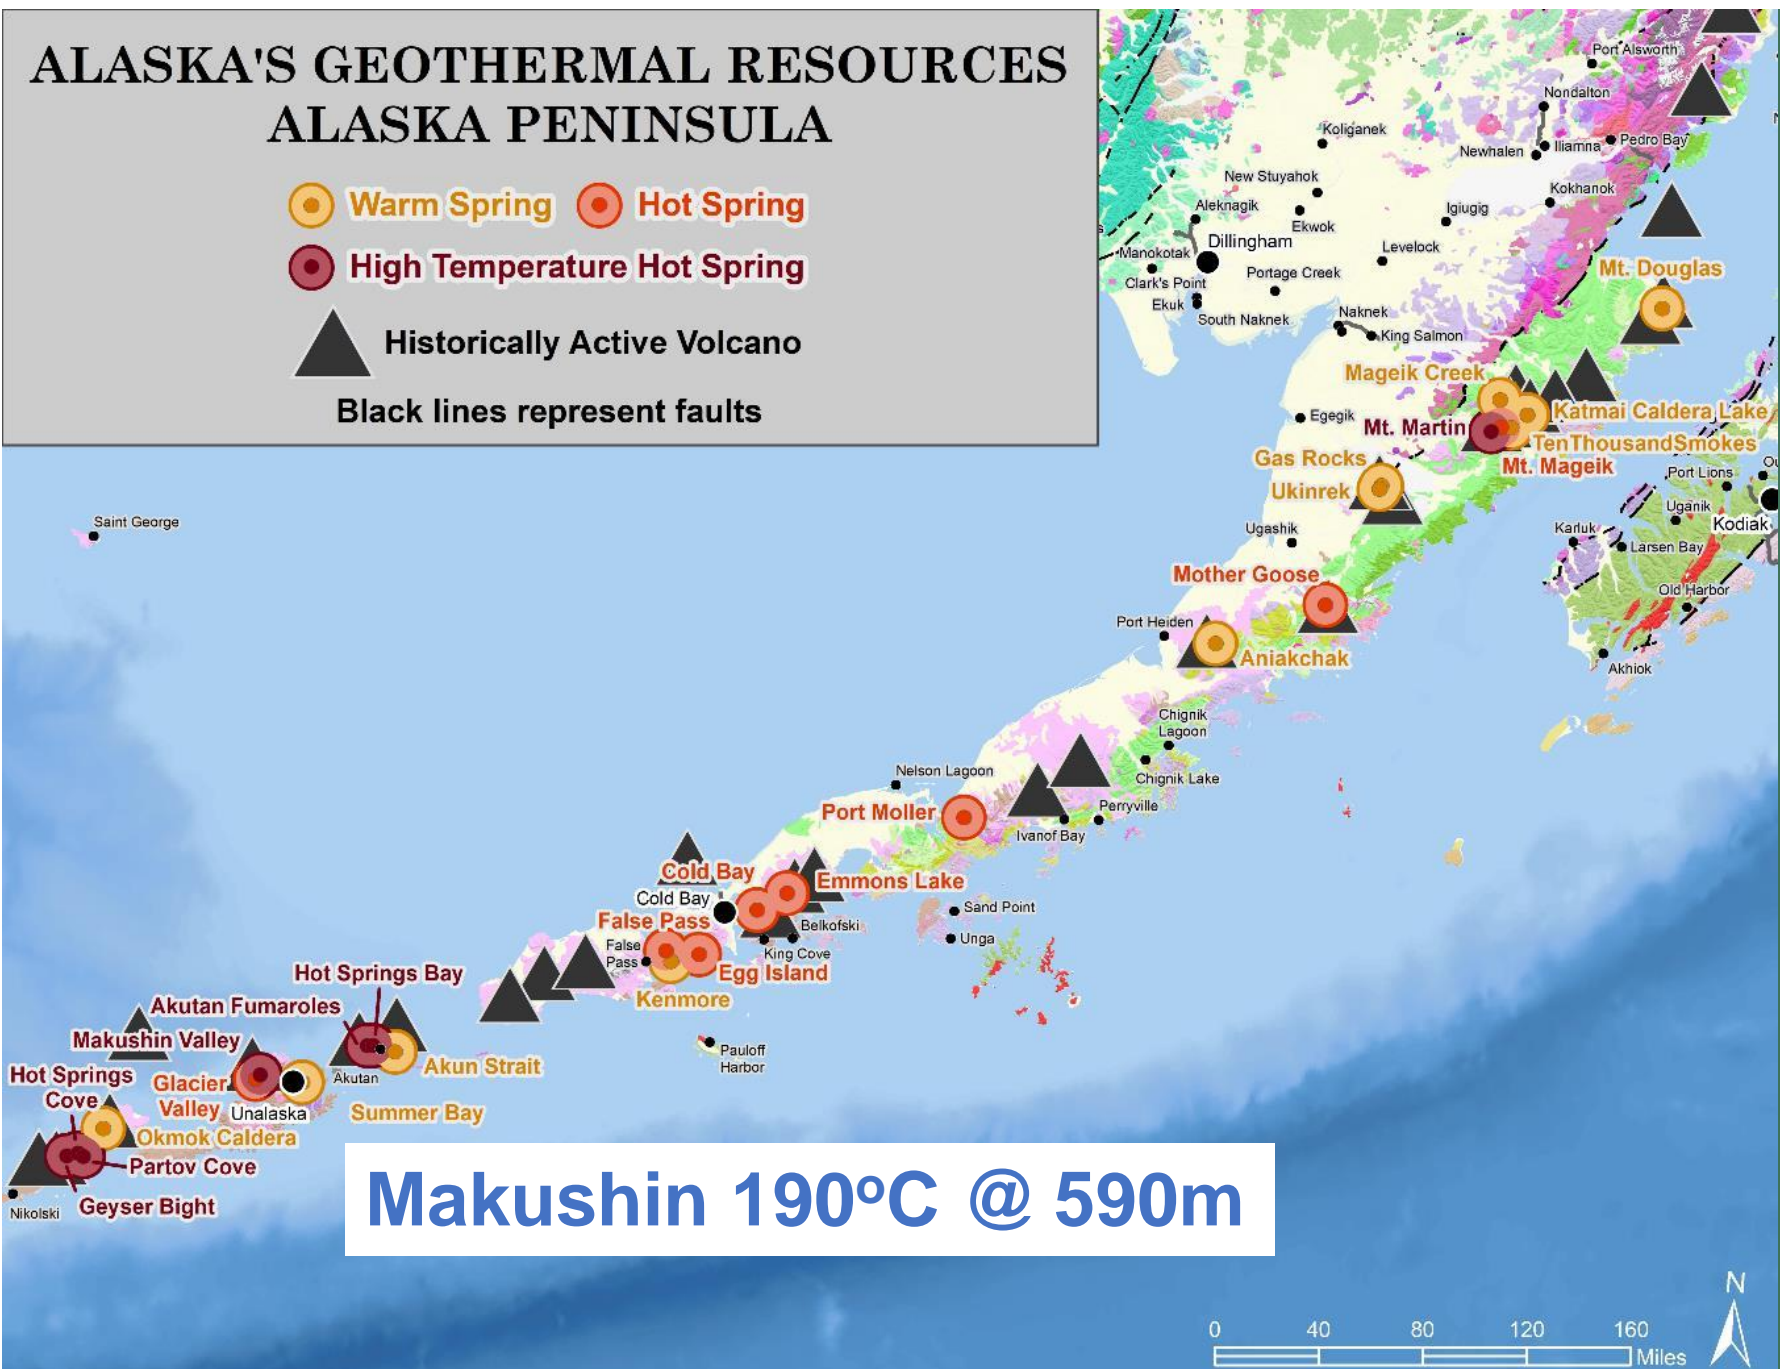 ALASKA'S GEOTHERMAL RESOURCES
ALASKA PENINSULA
Warm Spring
Hot Spring
High Temperature Hot Spring
Historically Active Volcano
Black lines represent faults
Port Alsworth
Nondalton
Koliganek
Newhalen
Iliamna
Pedro Bay
New Stuyahok
Kokhanok
Aleknagik
Igiugig
Ekwok
Dillingham
Levelock
Manokotak
Mt. Douglas
Portage Creek
Clark's Point
Ekuk
South Naknek
Naknek
King Salmon
Mageik Creek
Egegik
Katmai Caldera Lake
Mt. Martin
TenThousandSmokes
Gas Rocks
Mt. Mageik
Port Lions
Ukinrek
Uganik
Saint George
Ugashik
Karluk
Kodiak
Larsen Bay
Mother Goose
Old Harbor
Port Heiden
Aniakchak
Akhiok
Chignik
Lagoon
Nelson Lagoon
Chignik Lake
Port Moller
Perryville
Ivanof Bay
Cold Bay
Emmons Lake
Cold Bay
Sand Point
False Pass
Belkofski
Unga
False
Pass
King Cove
Egg Island
Hot Springs Bay
Kenmore
Akutan Fumaroles
Makushin Valley
Pauloff
Harbor
Akun Strait
Hot Springs
Cove
Akutan
Glacier
Valley
Unalaska
Summer Bay
Okmok Caldera
Partov Cove
Geyser Bight
Nikolski
Makushin 190°C @ 590m
N
0 40 80 120 160
Miles